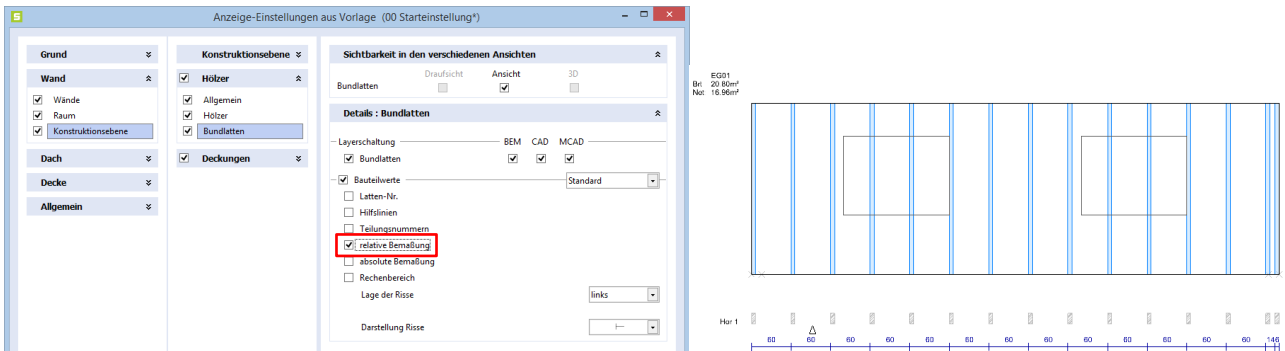 S
Anzeige-Einstellungen aus Vorlage (00 Starteinstellung*)
Grund
Wand
Wände
Raum
Konstruktionsebene
Dach
Decke
Allgemein
Konstruktionsebene
Hölzer
Allgemein
Hölzer
Bundlatten
Deckungen
Sichtbarkeit in den verschiedenen Ansichten
Draufsicht Ansicht 3D
Bundlatten
Details : Bundlatten
Layerschaltung BEM CAD MCAD
Bundlatten
Bauteilwerte Standard
Latten-Nr.
Hilfslinien
Teilungsnummern
relative Bemaßung
absolute Bemaßung
Rechenbereich
Lage der Risse links
Darstellung Risse
EG01
Brt 20.80m²
Net 16.96m²
Hor 1
60 60 60 60 60 60 60 60 60 60 60 60 60 146